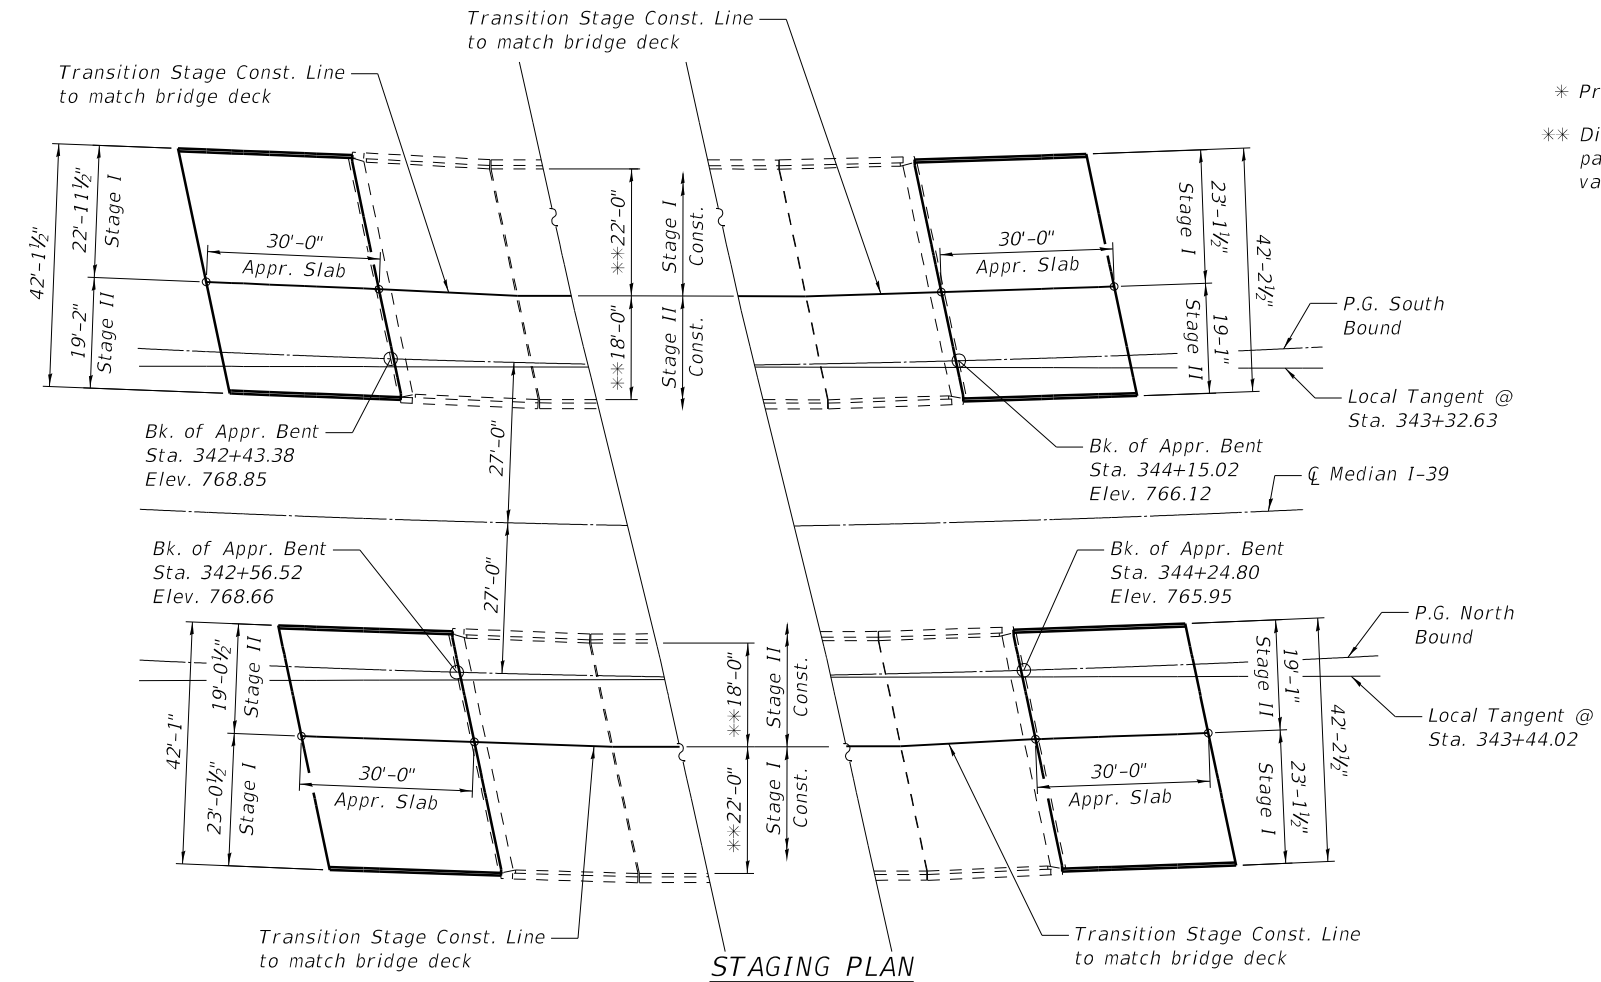 Transition Stage Const. Line
to match bridge deck
Transition Stage Const. Line
to match bridge deck
✳ Pr
✳✳ Di
pa
va
42'-1½"
22'-11½"
Stage I
19'-2"
Stage II
30'-0"
Appr. Slab
✳✳22'-0"
Stage I
Const.
✳✳18'-0"
Stage II
Const.
30'-0"
Appr. Slab
Stage I
23'-1½"
42'-2½"
Stage II
19'-1"
P.G. South
Bound
Local Tangent @
Sta. 343+32.63
Bk. of Appr. Bent
Sta. 342+43.38
Elev. 768.85
27'-0"
Bk. of Appr. Bent
Sta. 344+15.02
Elev. 766.12
℄ Median I-39
Bk. of Appr. Bent
Sta. 342+56.52
Elev. 768.66
27'-0"
Bk. of Appr. Bent
Sta. 344+24.80
Elev. 765.95
P.G. North
Bound
42'-1"
19'-0½"
Stage II
23'-0½"
Stage I
30'-0"
Appr. Slab
✳✳18'-0"
Stage II
Const.
✳✳22'-0"
Stage I
Const.
30'-0"
Appr. Slab
Stage II
19'-1"
42'-2½"
Stage I
23'-1½"
Local Tangent @
Sta. 343+44.02
Transition Stage Const. Line
to match bridge deck
Transition Stage Const. Line
to match bridge deck
STAGING PLAN